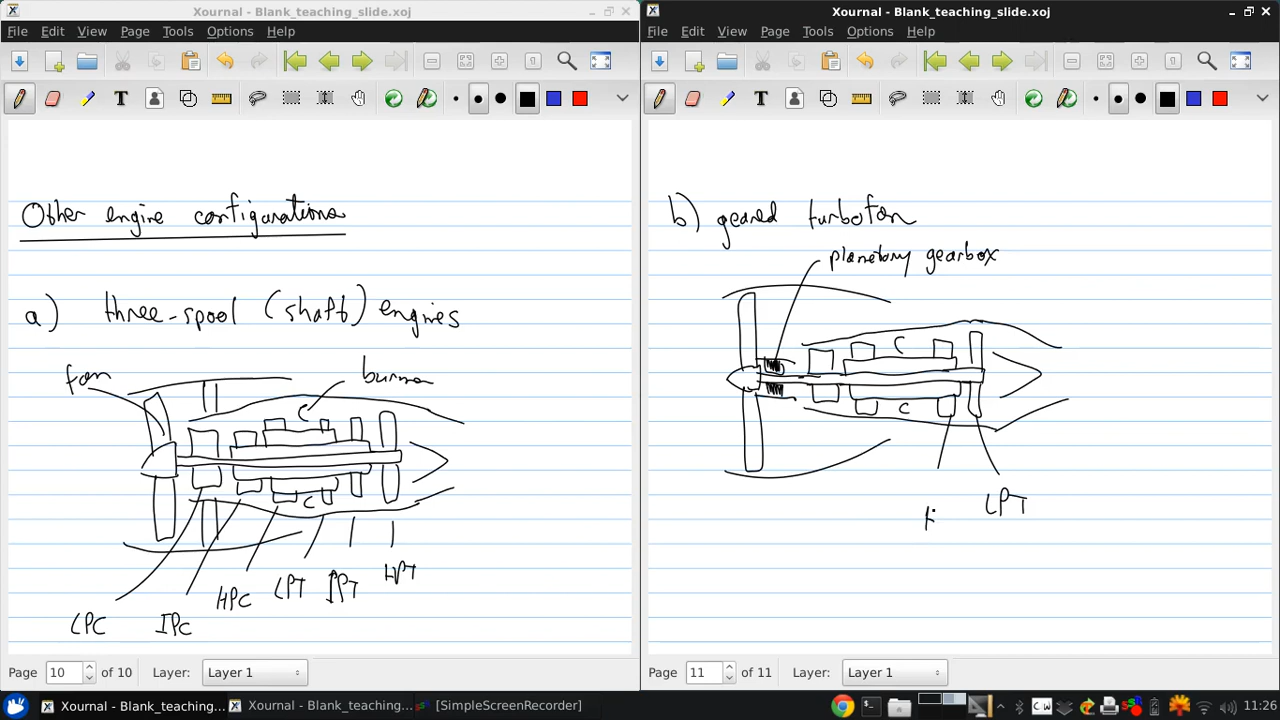 Xournal - Blank_teaching_slide.xoj
File Edit View Page Tools Options Help
Other engine configurations
a) three-spool (shaft) engines
fan
burner
C
C
LPC IPC HPC LPT IPT HPT
Page 10 of 10 Layer: Layer 1
Xournal - Blank_teaching_slide.xoj
File Edit View Page Tools Options Help
b) geared turbofan
planetary gearbox
C
C
LPT
Page 11 of 11 Layer: Layer 1
Xournal - Blank_teaching... Xournal - Blank_teaching... [SimpleScreenRecorder] 11:26